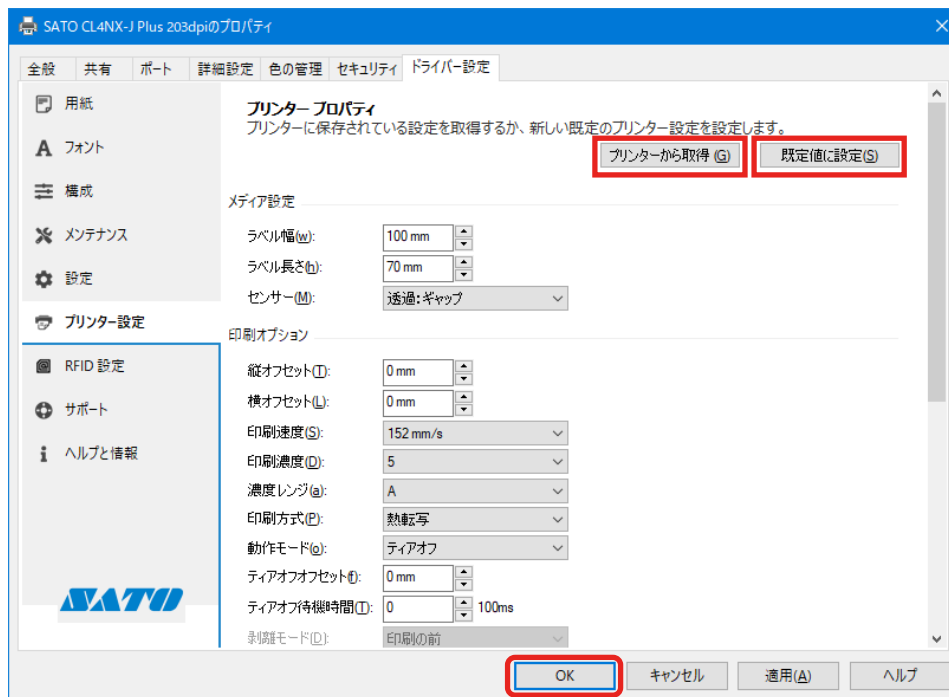 SATO CL4NX-J Plus 203dpiのプロパティ
全般 共有 ポート 詳細設定 色の管理 セキュリティ ドライバー設定
用紙
フォント
構成
メンテナンス
設定
プリンター設定
RFID 設定
サポート
ヘルプと情報
SATO
プリンター プロパティ
プリンターに保存されている設定を取得するか、新しい既定のプリンター設定を設定します。
プリンターから取得 (G) 既定値に設定(S)
メディア設定
ラベル幅(w): 100 mm
ラベル長さ(h): 70 mm
センサー(M): 透過:ギャップ
印刷オプション
縦オフセット(T): 0 mm
横オフセット(L): 0 mm
印刷速度(S): 152 mm/s
印刷濃度(D): 5
濃度レンジ(a): A
印刷方式(P): 熱転写
動作モード(o): ティアオフ
ティアオフオフセット(f): 0 mm
ティアオフ待機時間(T): 0 100ms
剥離モード(D): 印刷の前
OK キャンセル 適用(A) ヘルプ